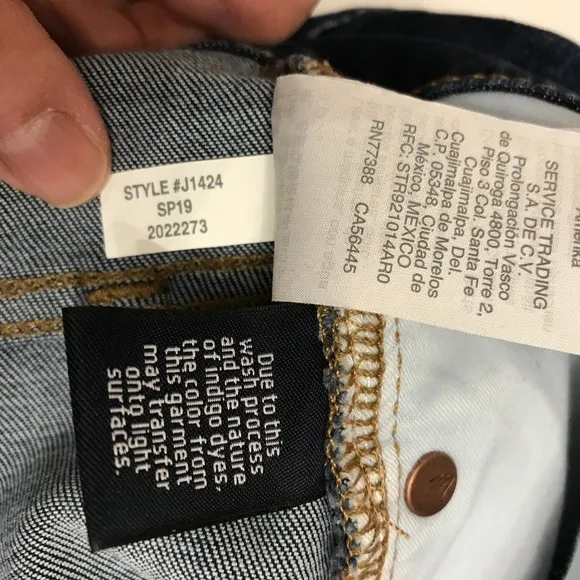 STYLE #J1424
SP19
2022273
SERVICE TRADING
S.A. DE C.V.
Prolongación Vasco
de Quiroga 4800, Torre 2,
Piso 3 Col. Santa Fe
Cuajimalpa, Del.
Cuajimalpa de Morelos
C.P. 05348, Ciudad de
México, MEXICO
RFC: STR921014AR0
RN77388 CA56445
Due to this
wash process
and the nature
of indigo dyes,
the color from
this garment
may transfer
onto light
surfaces.